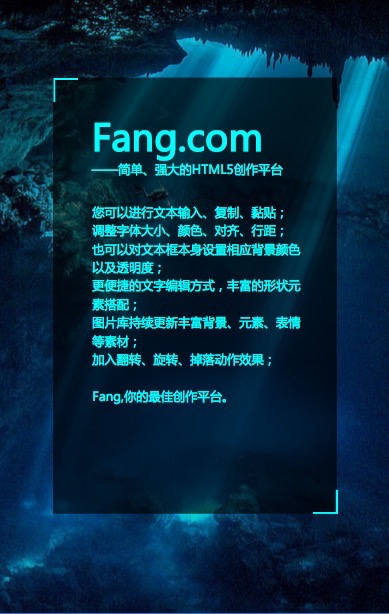 Fang.com
——简单、强大的HTML5创作平台
您可以进行文本输入、复制、黏贴；
调整字体大小、颜色、对齐、行距；
也可以对文本框本身设置相应背景颜色
以及透明度；
更便捷的文字编辑方式，丰富的形状元
素搭配；
图片库持续更新丰富背景、元素、表情
等素材；
加入翻转、旋转、掉落动作效果；
Fang,你的最佳创作平台。